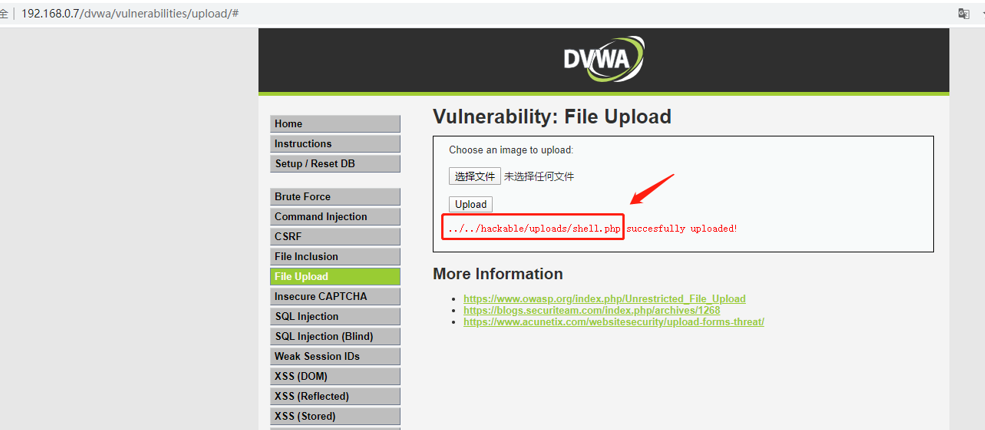 全 192.168.0.7/dvwa/vulnerabilities/upload/#
DVWA
Home
Instructions
Setup / Reset DB
Brute Force
Command Injection
CSRF
File Inclusion
File Upload
Insecure CAPTCHA
SQL Injection
SQL Injection (Blind)
Weak Session IDs
XSS (DOM)
XSS (Reflected)
XSS (Stored)
Vulnerability: File Upload
Choose an image to upload:
选择文件 未选择任何文件
Upload
../../hackable/uploads/shell.php succesfully uploaded!
More Information
https://www.owasp.org/index.php/Unrestricted_File_Upload
https://blogs.securiteam.com/index.php/archives/1268
https://www.acunetix.com/websitesecurity/upload-forms-threat/